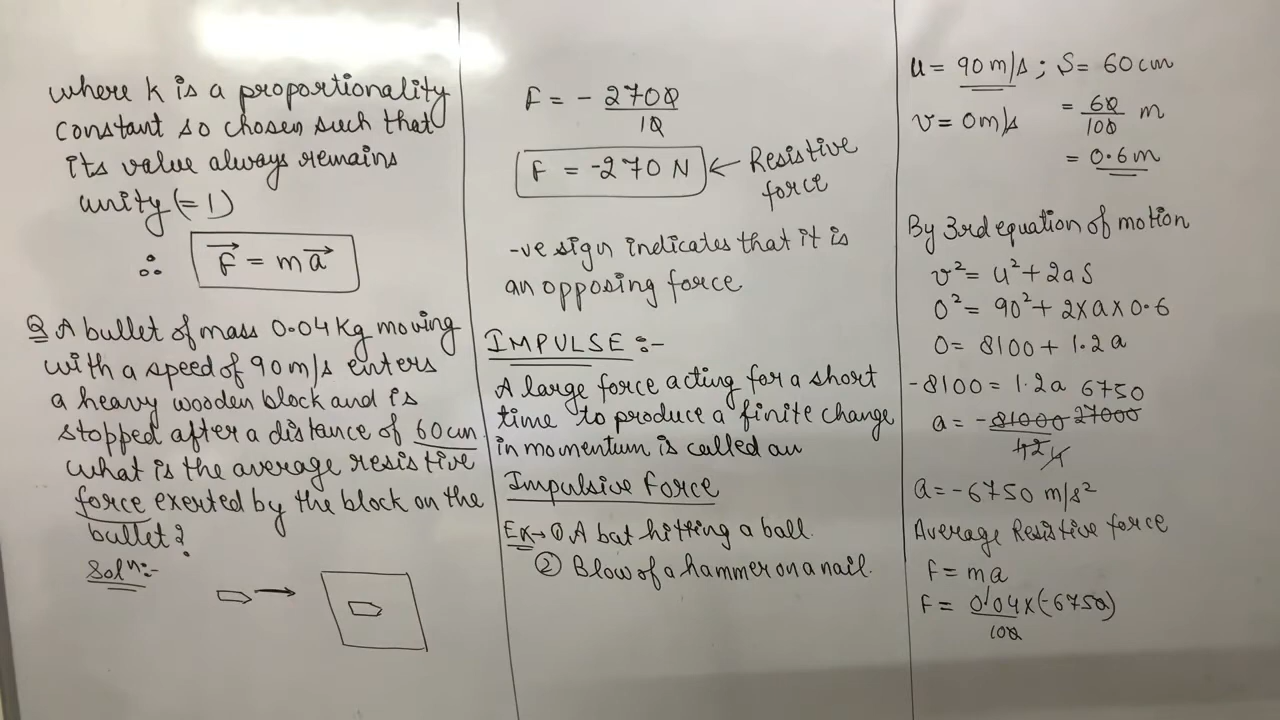 where K is a proportionality
constant so chosen such that
its value always remains
unity (= 1)
∴ F⃗ = ma⃗
Q A bullet of mass 0.04 Kg moving
with a speed of 90 m/s enters
a heavy wooden block and is
stopped after a distance of 60cm
what is the average resistive
force exerted by the block on the
bullet?
Solⁿ:-
F = - 2700/10
F = -270 N ← Resistive
force
-ve sign indicates that it is
an opposing force
IMPULSE :-
A large force acting for a short
time to produce a finite change
in momentum is called an
Impulsive Force
Ex→ ① A bat hitting a ball.
② Blow of a hammer on a nail.
u = 90 m/s ; S = 60 cm
v = 0 m/s = 60/100 m
= 0.6 m
By 3rd equation of motion
v² = u² + 2aS
0² = 90² + 2×a×0.6
0 = 8100 + 1.2a
-8100 = 1.2a 6750
a = -81000 27000
12 4
a = -6750 m/s²
Average Resistive force
F = ma
F = 0.04×(-6750)
100